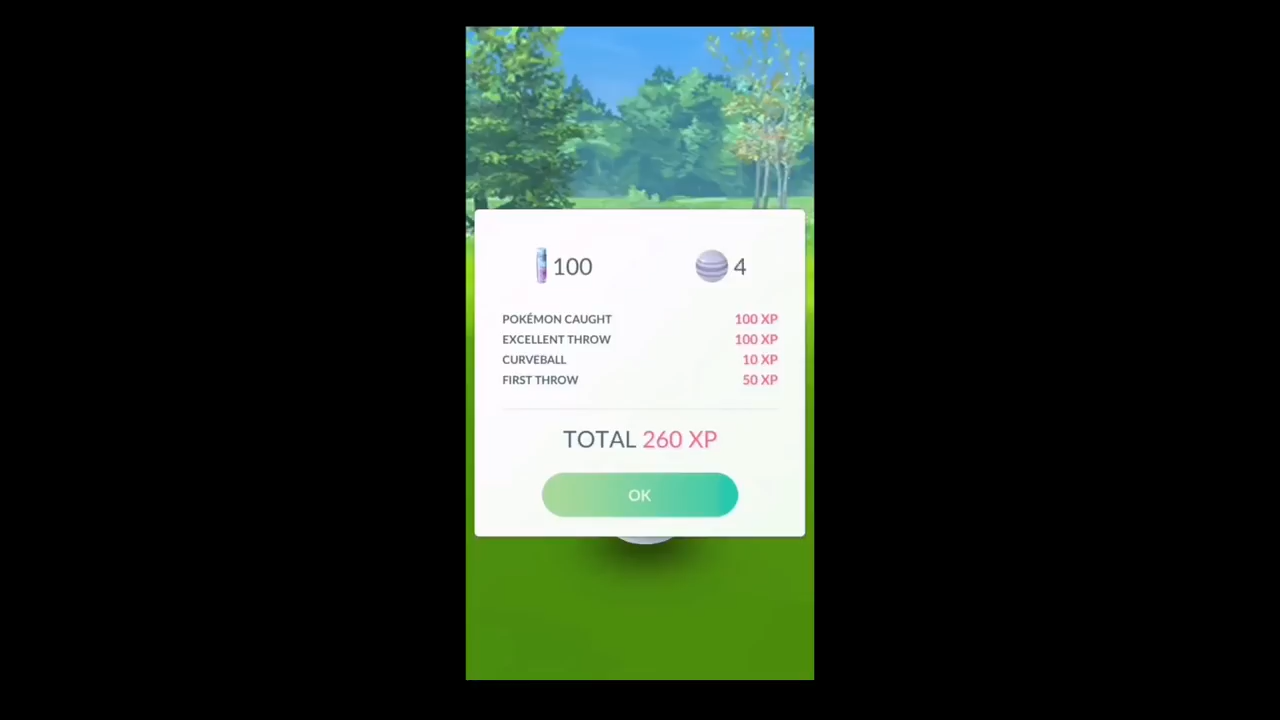 100 4
POKÉMON CAUGHT 100 XP
EXCELLENT THROW 100 XP
CURVEBALL 10 XP
FIRST THROW 50 XP
TOTAL 260 XP
OK